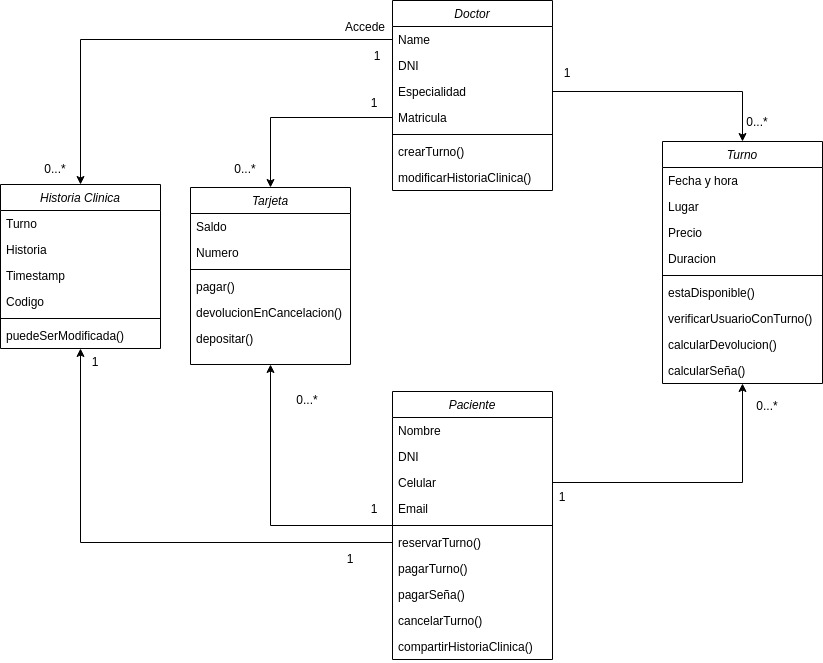 Doctor
Accede
Name
1
DNI
Especialidad
Matricula
crearTurno()
modificarHistoriaClinica()
1
1
0...*
0...*
0...*
Historia Clinica
Turno
Historia
Timestamp
Codigo
puedeSerModificada()
1
Tarjeta
Saldo
Numero
pagar()
devolucionEnCancelacion()
depositar()
0...*
Turno
Fecha y hora
Lugar
Precio
Duracion
estaDisponible()
verificarUsuarioConTurno()
calcularDevolucion()
calcularSeña()
0...*
Paciente
Nombre
DNI
Celular
Email
reservarTurno()
pagarTurno()
pagarSeña()
cancelarTurno()
compartirHistoriaClinica()
1
1
1